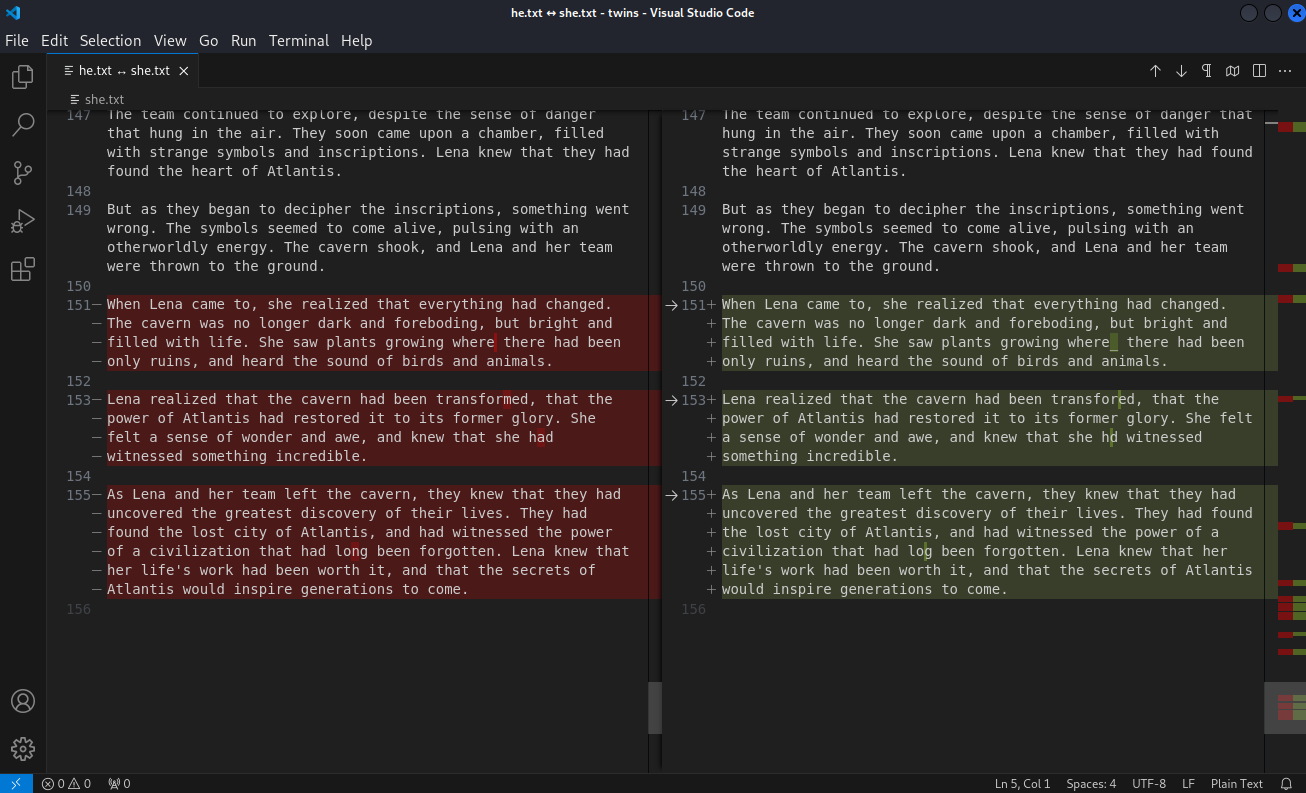 he.txt ↔ she.txt - twins - Visual Studio Code
File Edit Selection View Go Run Terminal Help
he.txt ↔ she.txt
she.txt
147 The team continued to explore, despite the sense of danger
that hung in the air. They soon came upon a chamber, filled
with strange symbols and inscriptions. Lena knew that they had
found the heart of Atlantis.
148
149 But as they began to decipher the inscriptions, something went
wrong. The symbols seemed to come alive, pulsing with an
otherworldly energy. The cavern shook, and Lena and her team
were thrown to the ground.
150
151− When Lena came to, she realized that everything had changed.
− The cavern was no longer dark and foreboding, but bright and
− filled with life. She saw plants growing where there had been
− only ruins, and heard the sound of birds and animals.
152
153− Lena realized that the cavern had been transformed, that the
− power of Atlantis had restored it to its former glory. She
− felt a sense of wonder and awe, and knew that she had
− witnessed something incredible.
154
155− As Lena and her team left the cavern, they knew that they had
− uncovered the greatest discovery of their lives. They had
− found the lost city of Atlantis, and had witnessed the power
− of a civilization that had long been forgotten. Lena knew that
− her life's work had been worth it, and that the secrets of
− Atlantis would inspire generations to come.
156
147 The team continued to explore, despite the sense of danger that
hung in the air. They soon came upon a chamber, filled with
strange symbols and inscriptions. Lena knew that they had found
the heart of Atlantis.
148
149 But as they began to decipher the inscriptions, something went
wrong. The symbols seemed to come alive, pulsing with an
otherworldly energy. The cavern shook, and Lena and her team
were thrown to the ground.
150
151+ When Lena came to, she realized that everything had changed.
+ The cavern was no longer dark and foreboding, but bright and
+ filled with life. She saw plants growing where_ there had been
+ only ruins, and heard the sound of birds and animals.
152
153+ Lena realized that the cavern had been transfored, that the
+ power of Atlantis had restored it to its former glory. She felt
+ a sense of wonder and awe, and knew that she hd witnessed
+ something incredible.
154
155+ As Lena and her team left the cavern, they knew that they had
+ uncovered the greatest discovery of their lives. They had found
+ the lost city of Atlantis, and had witnessed the power of a
+ civilization that had log been forgotten. Lena knew that her
+ life's work had been worth it, and that the secrets of Atlantis
+ would inspire generations to come.
156
0 0 0 Ln 5, Col 1 Spaces: 4 UTF-8 LF Plain Text